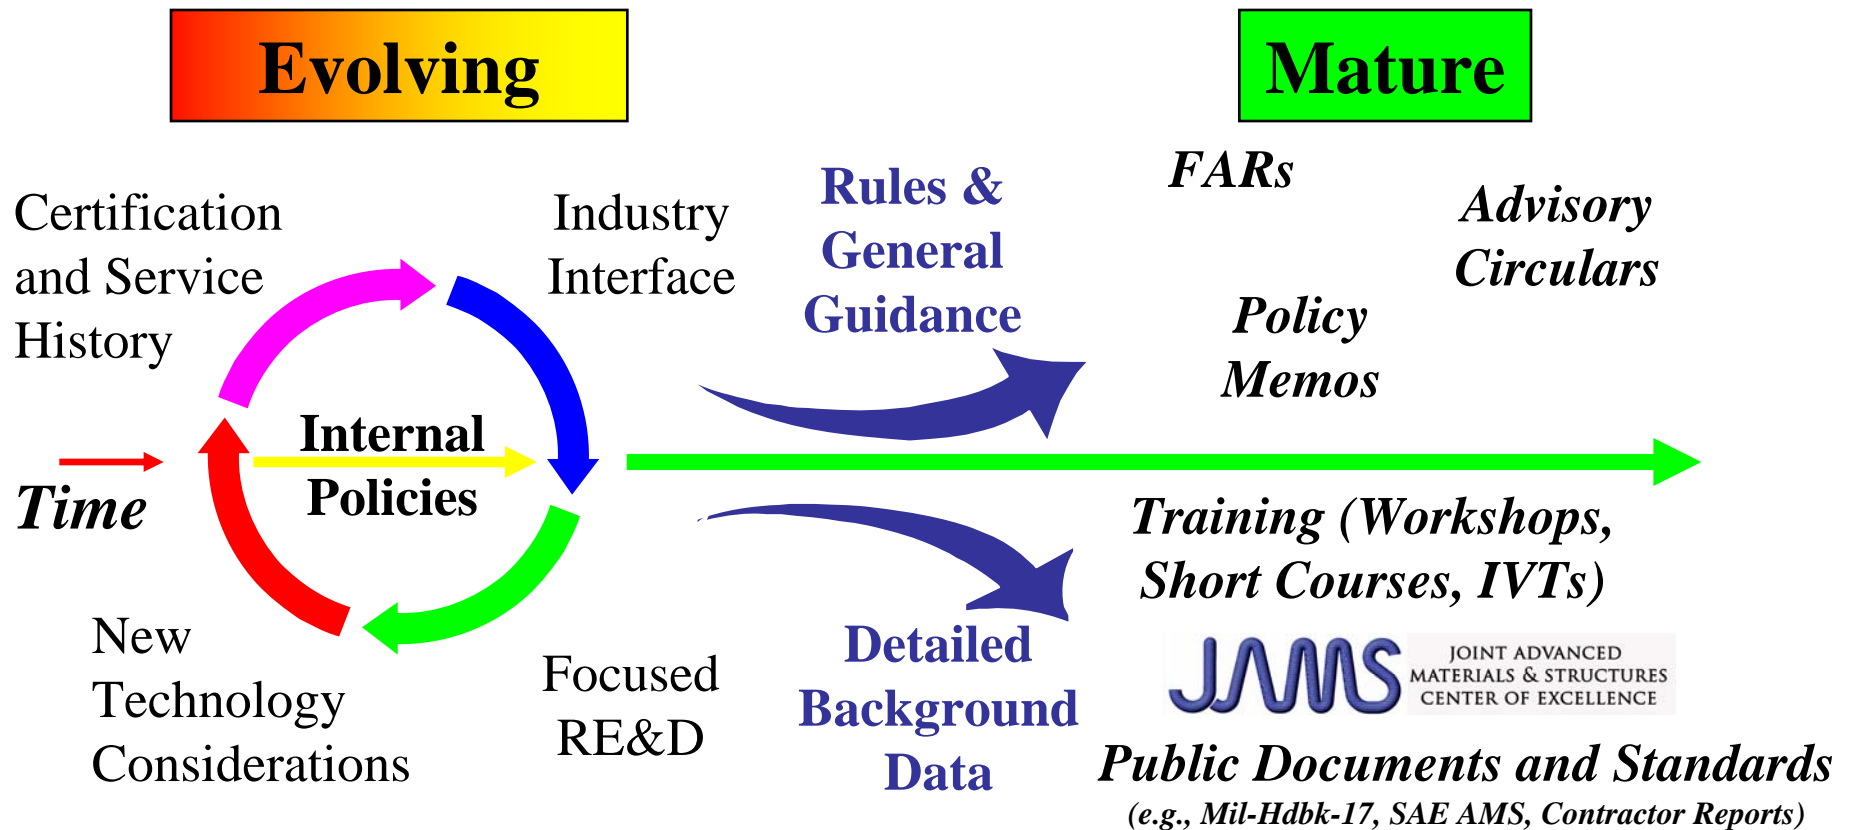 Evolving
Mature
Certification
and Service
History
Industry
Interface
Internal
Policies
Time
New
Technology
Considerations
Focused
RE&D
Rules &
General
Guidance
Detailed
Background
Data
FARs
Advisory
Circulars
Policy
Memos
Training (Workshops,
Short Courses, IVTs)
JAMS
JOINT ADVANCED
MATERIALS & STRUCTURES
CENTER OF EXCELLENCE
Public Documents and Standards
(e.g., Mil-Hdbk-17, SAE AMS, Contractor Reports)